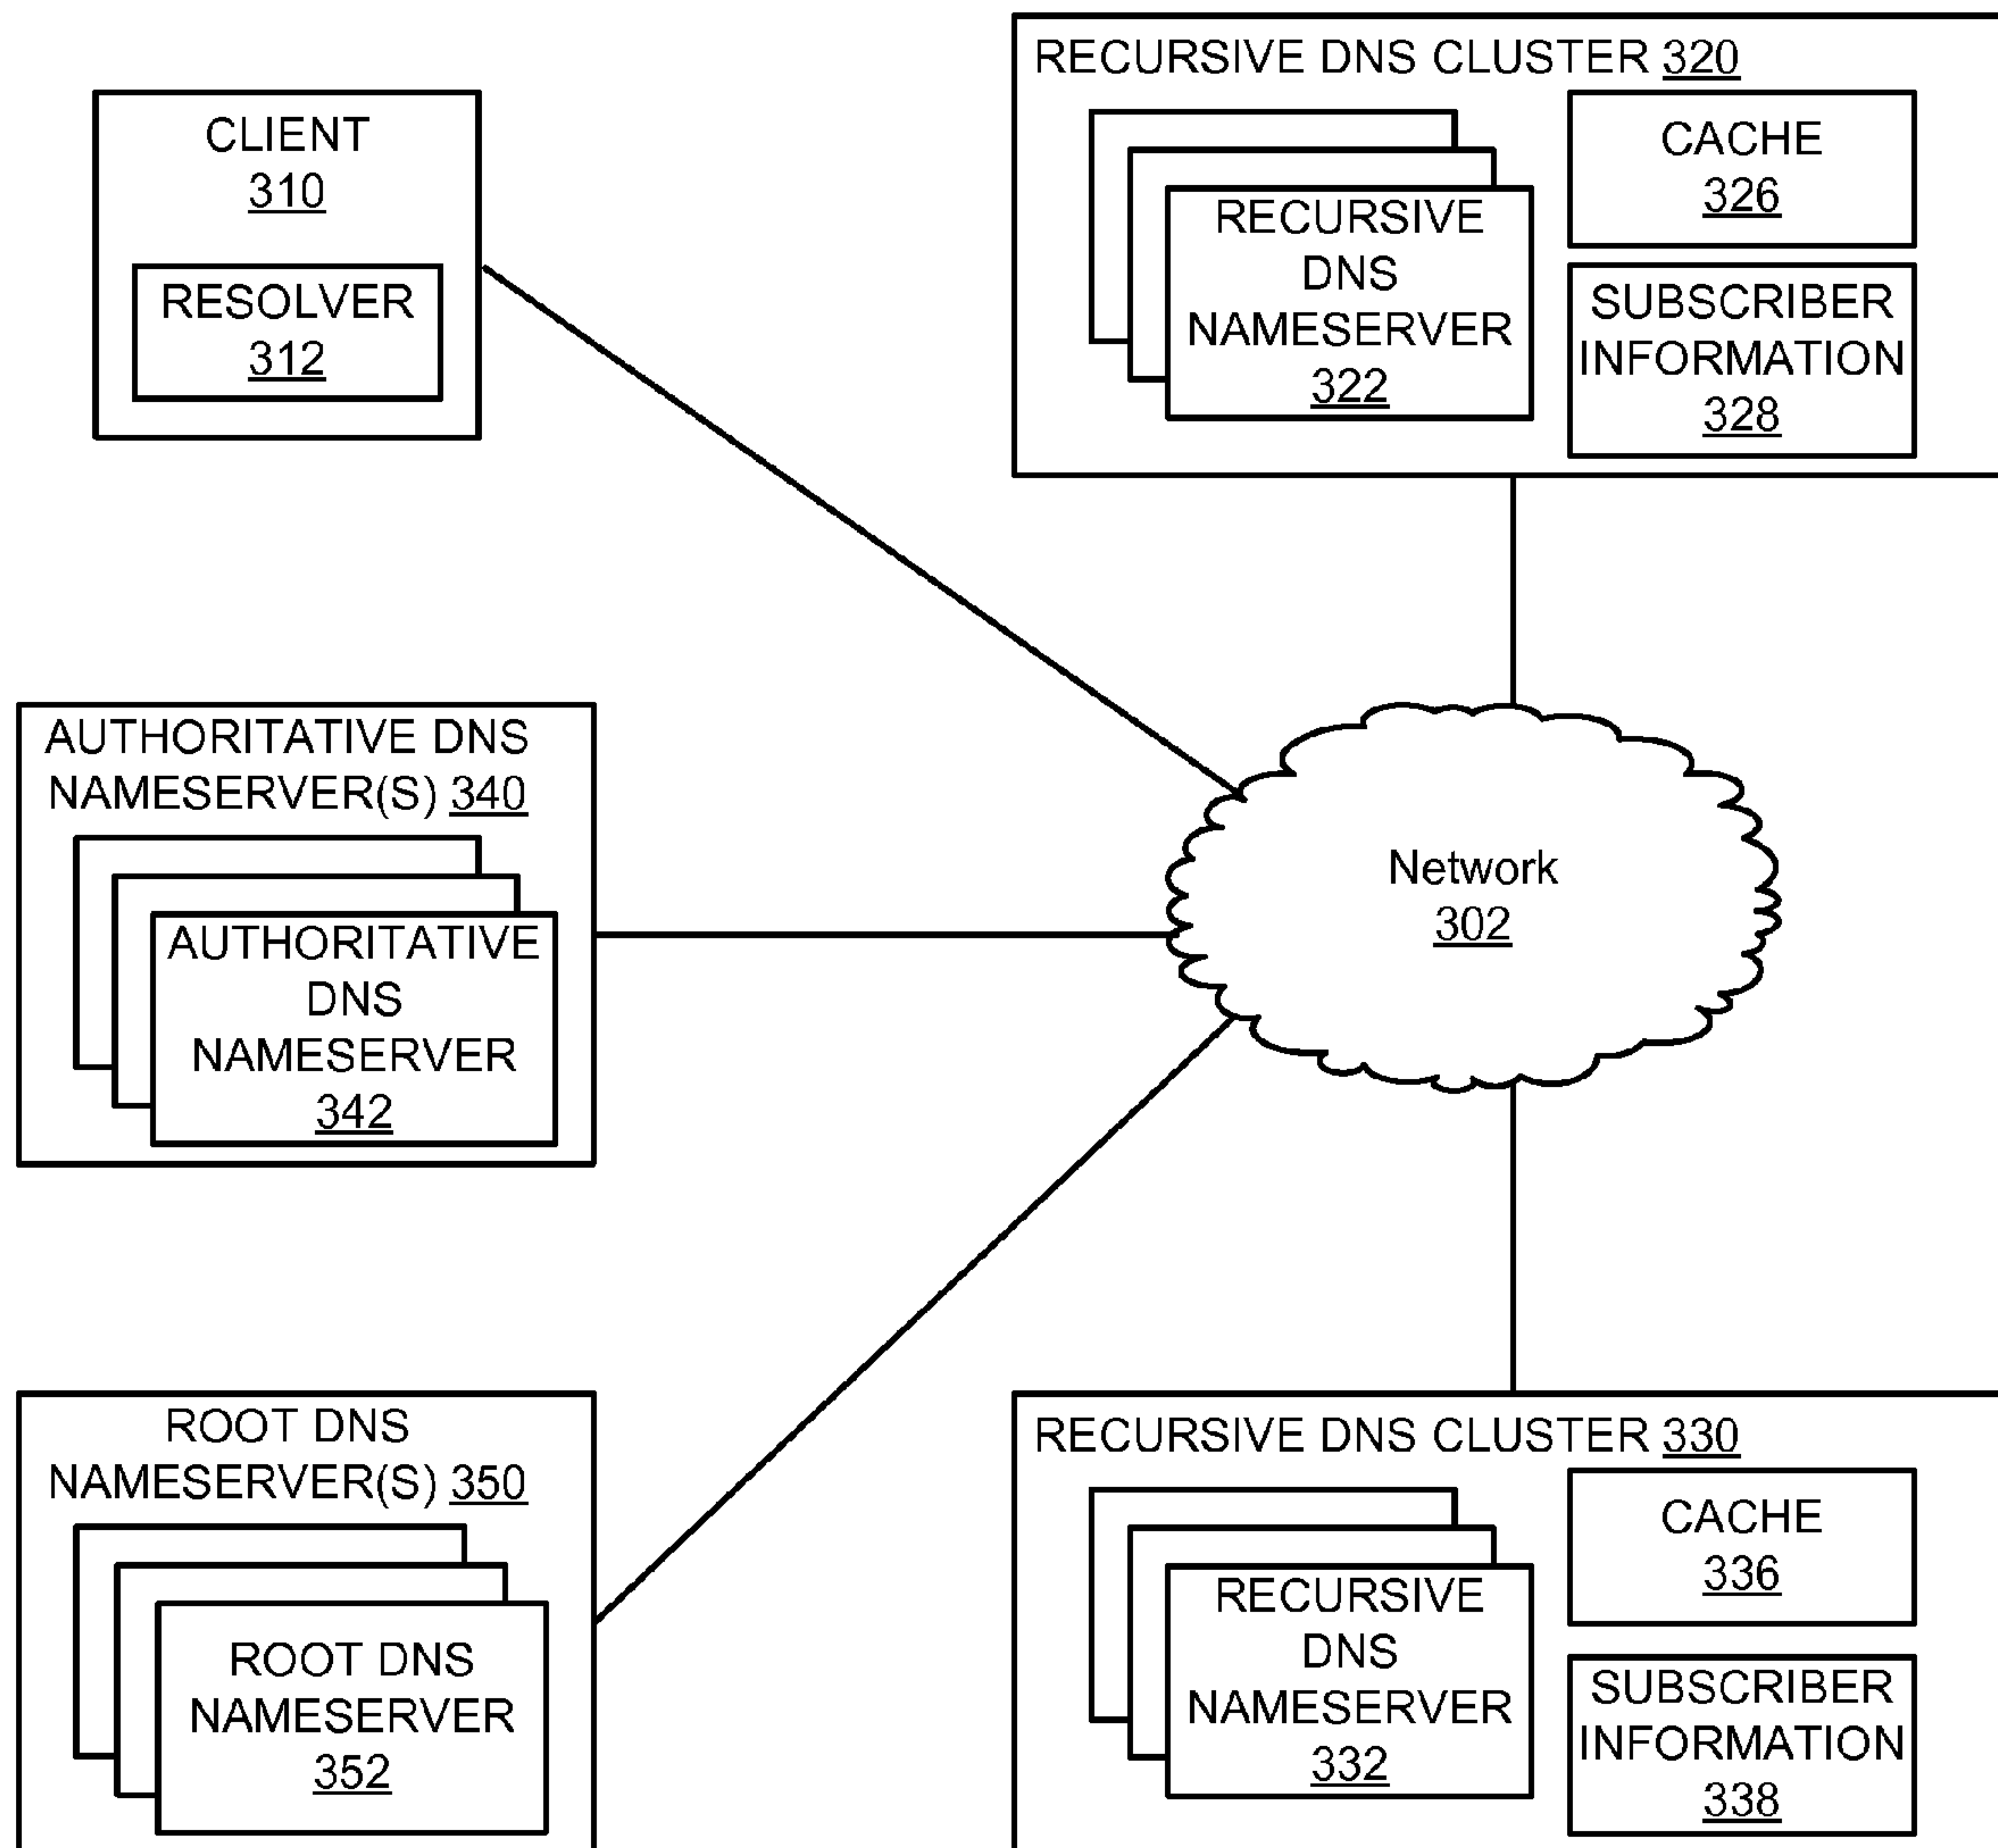 CLIENT
310
RESOLVER
312
RECURSIVE DNS CLUSTER 320
RECURSIVE
DNS
NAMESERVER
322
CACHE
326
SUBSCRIBER
INFORMATION
328
AUTHORITATIVE DNS
NAMESERVER(S) 340
AUTHORITATIVE
DNS
NAMESERVER
342
Network
302
ROOT DNS
NAMESERVER(S) 350
ROOT DNS
NAMESERVER
352
RECURSIVE DNS CLUSTER 330
RECURSIVE
DNS
NAMESERVER
332
CACHE
336
SUBSCRIBER
INFORMATION
338